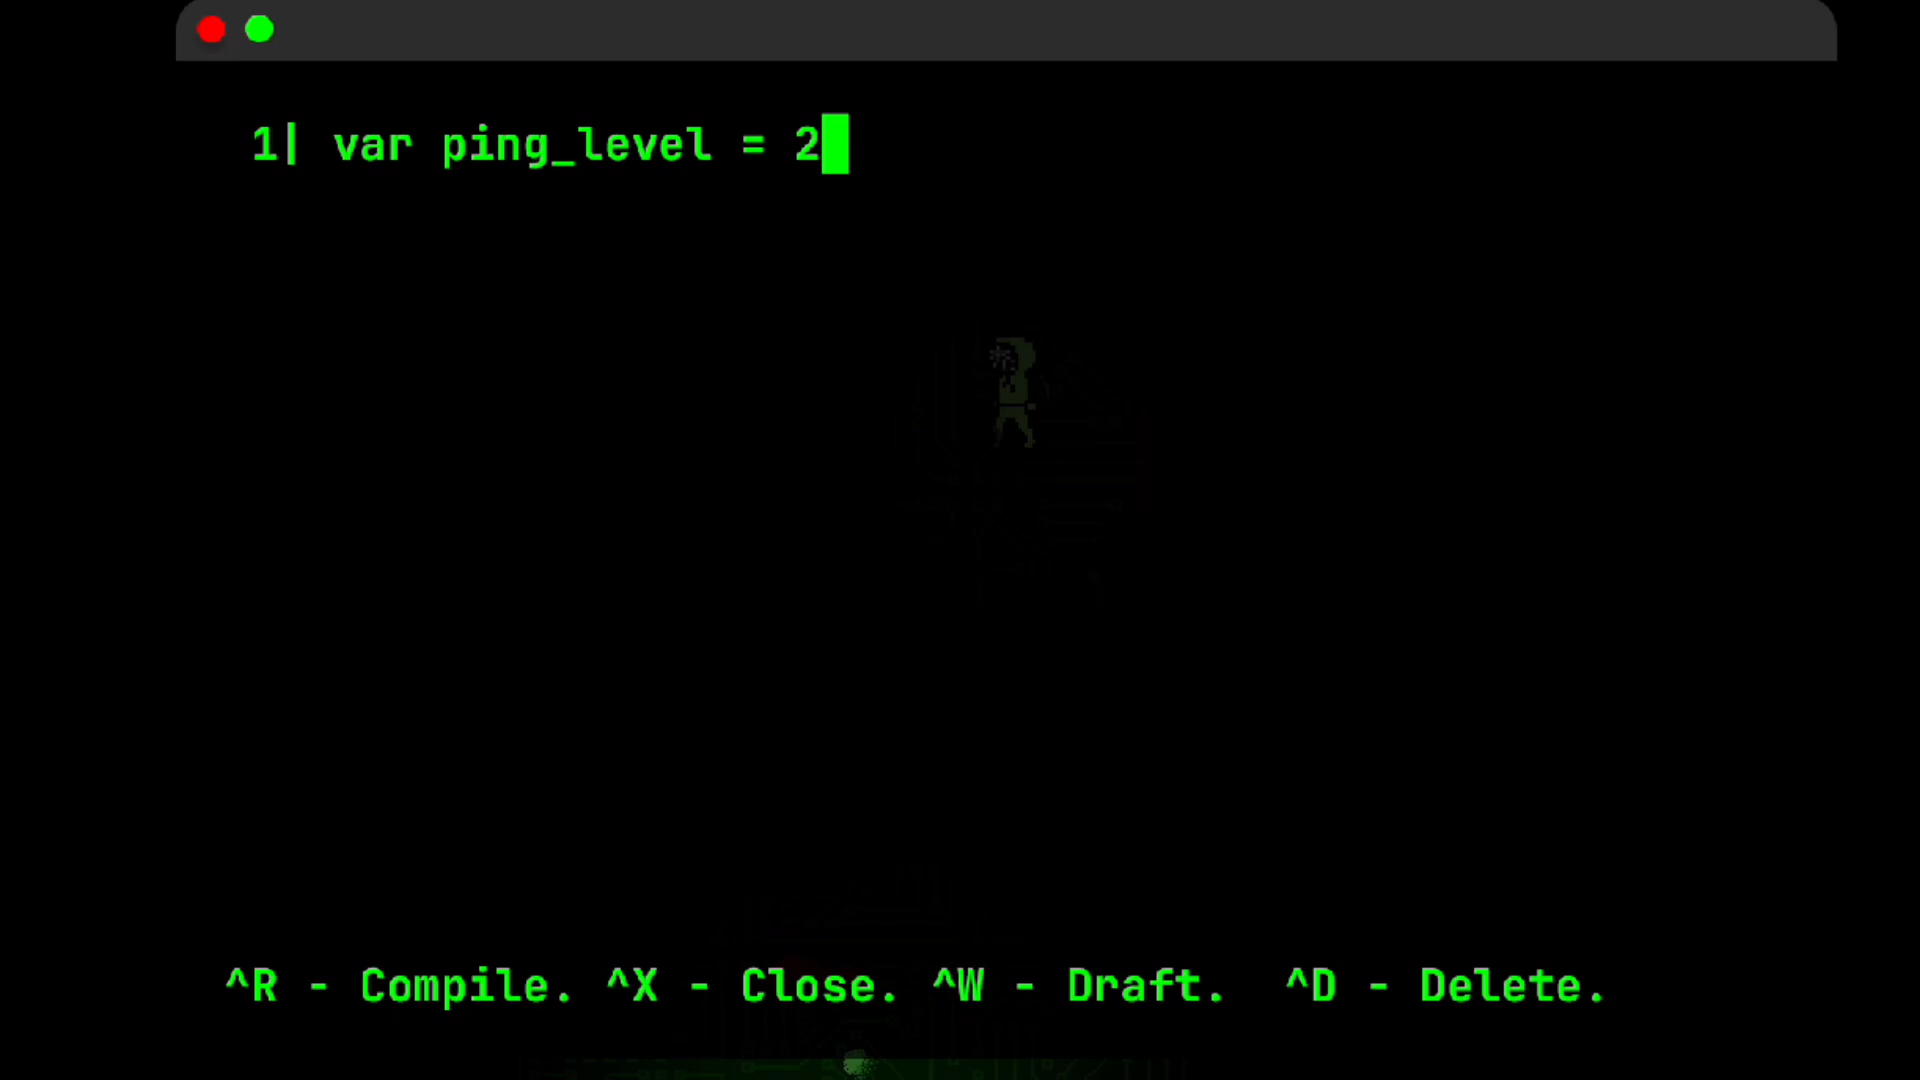 1| var ping_level = 2
^R - Compile. ^X - Close. ^W - Draft. ^D - Delete.